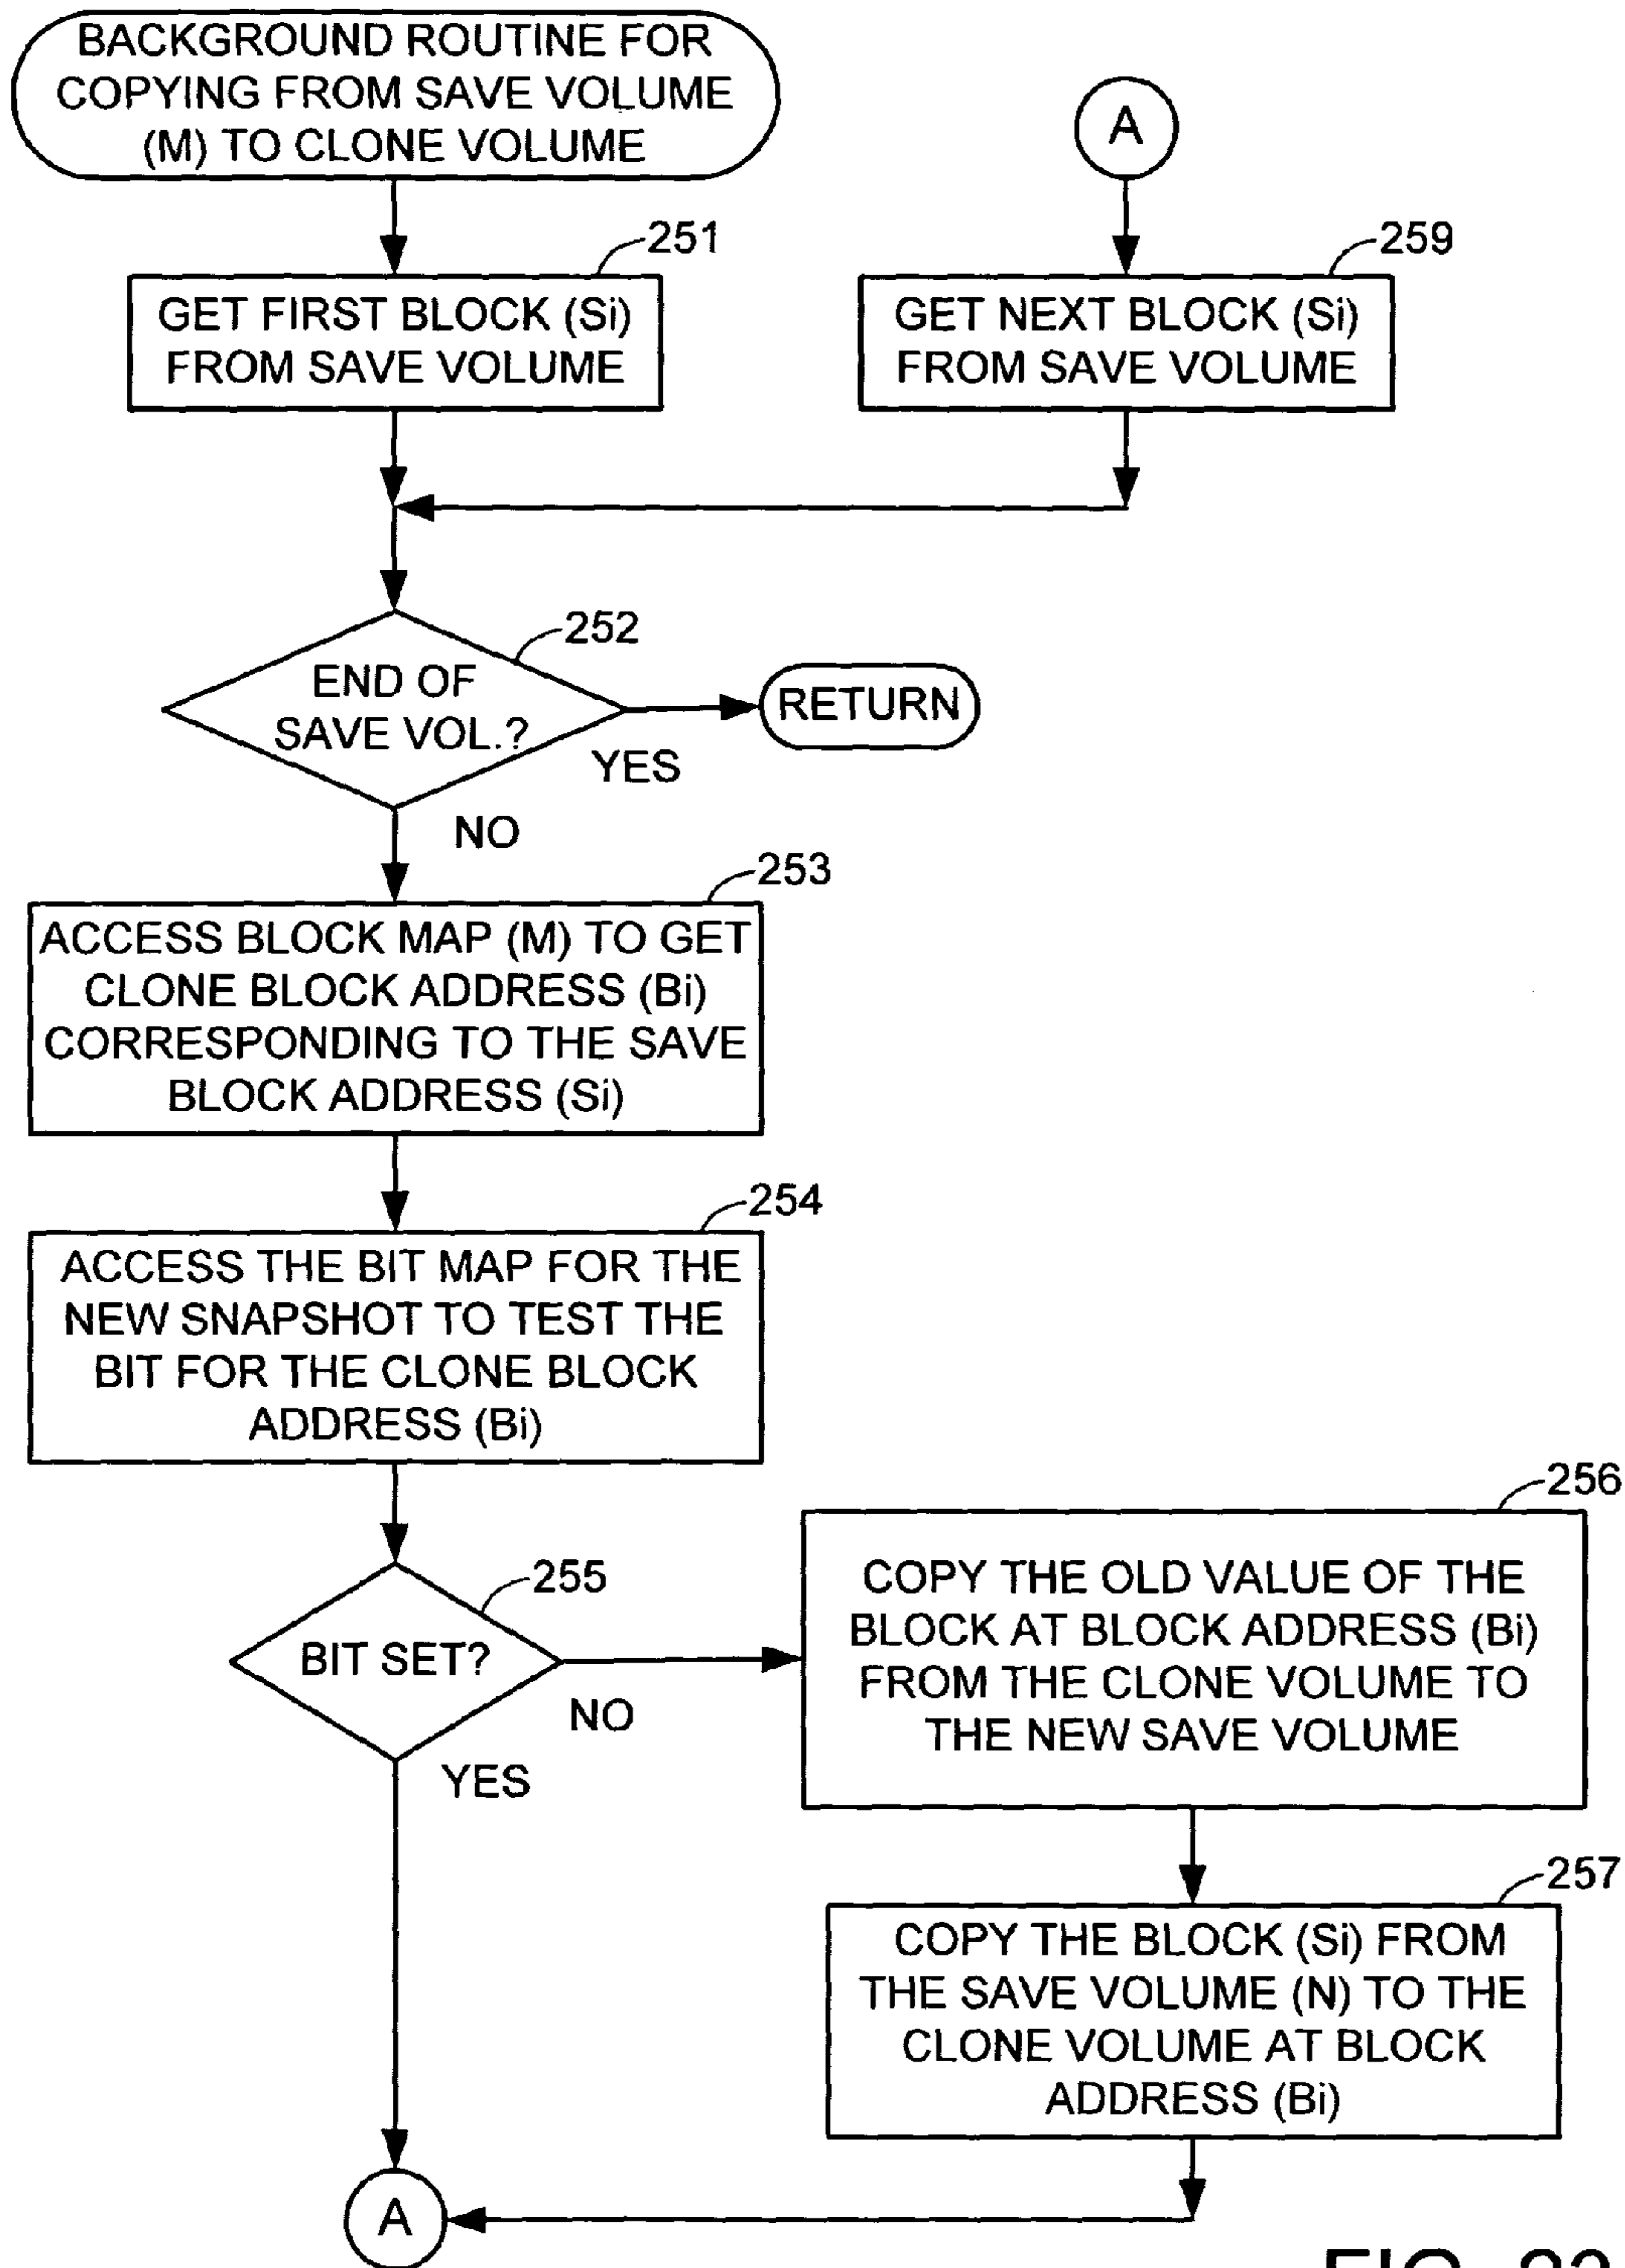 BACKGROUND ROUTINE FOR
COPYING FROM SAVE VOLUME
(M) TO CLONE VOLUME
A
251
GET FIRST BLOCK (Si)
FROM SAVE VOLUME
259
GET NEXT BLOCK (Si)
FROM SAVE VOLUME
252
END OF
SAVE VOL.?
RETURN
YES
NO
253
ACCESS BLOCK MAP (M) TO GET
CLONE BLOCK ADDRESS (Bi)
CORRESPONDING TO THE SAVE
BLOCK ADDRESS (Si)
254
ACCESS THE BIT MAP FOR THE
NEW SNAPSHOT TO TEST THE
BIT FOR THE CLONE BLOCK
ADDRESS (Bi)
255
BIT SET?
NO
YES
256
COPY THE OLD VALUE OF THE
BLOCK AT BLOCK ADDRESS (Bi)
FROM THE CLONE VOLUME TO
THE NEW SAVE VOLUME
257
COPY THE BLOCK (Si) FROM
THE SAVE VOLUME (N) TO THE
CLONE VOLUME AT BLOCK
ADDRESS (Bi)
A